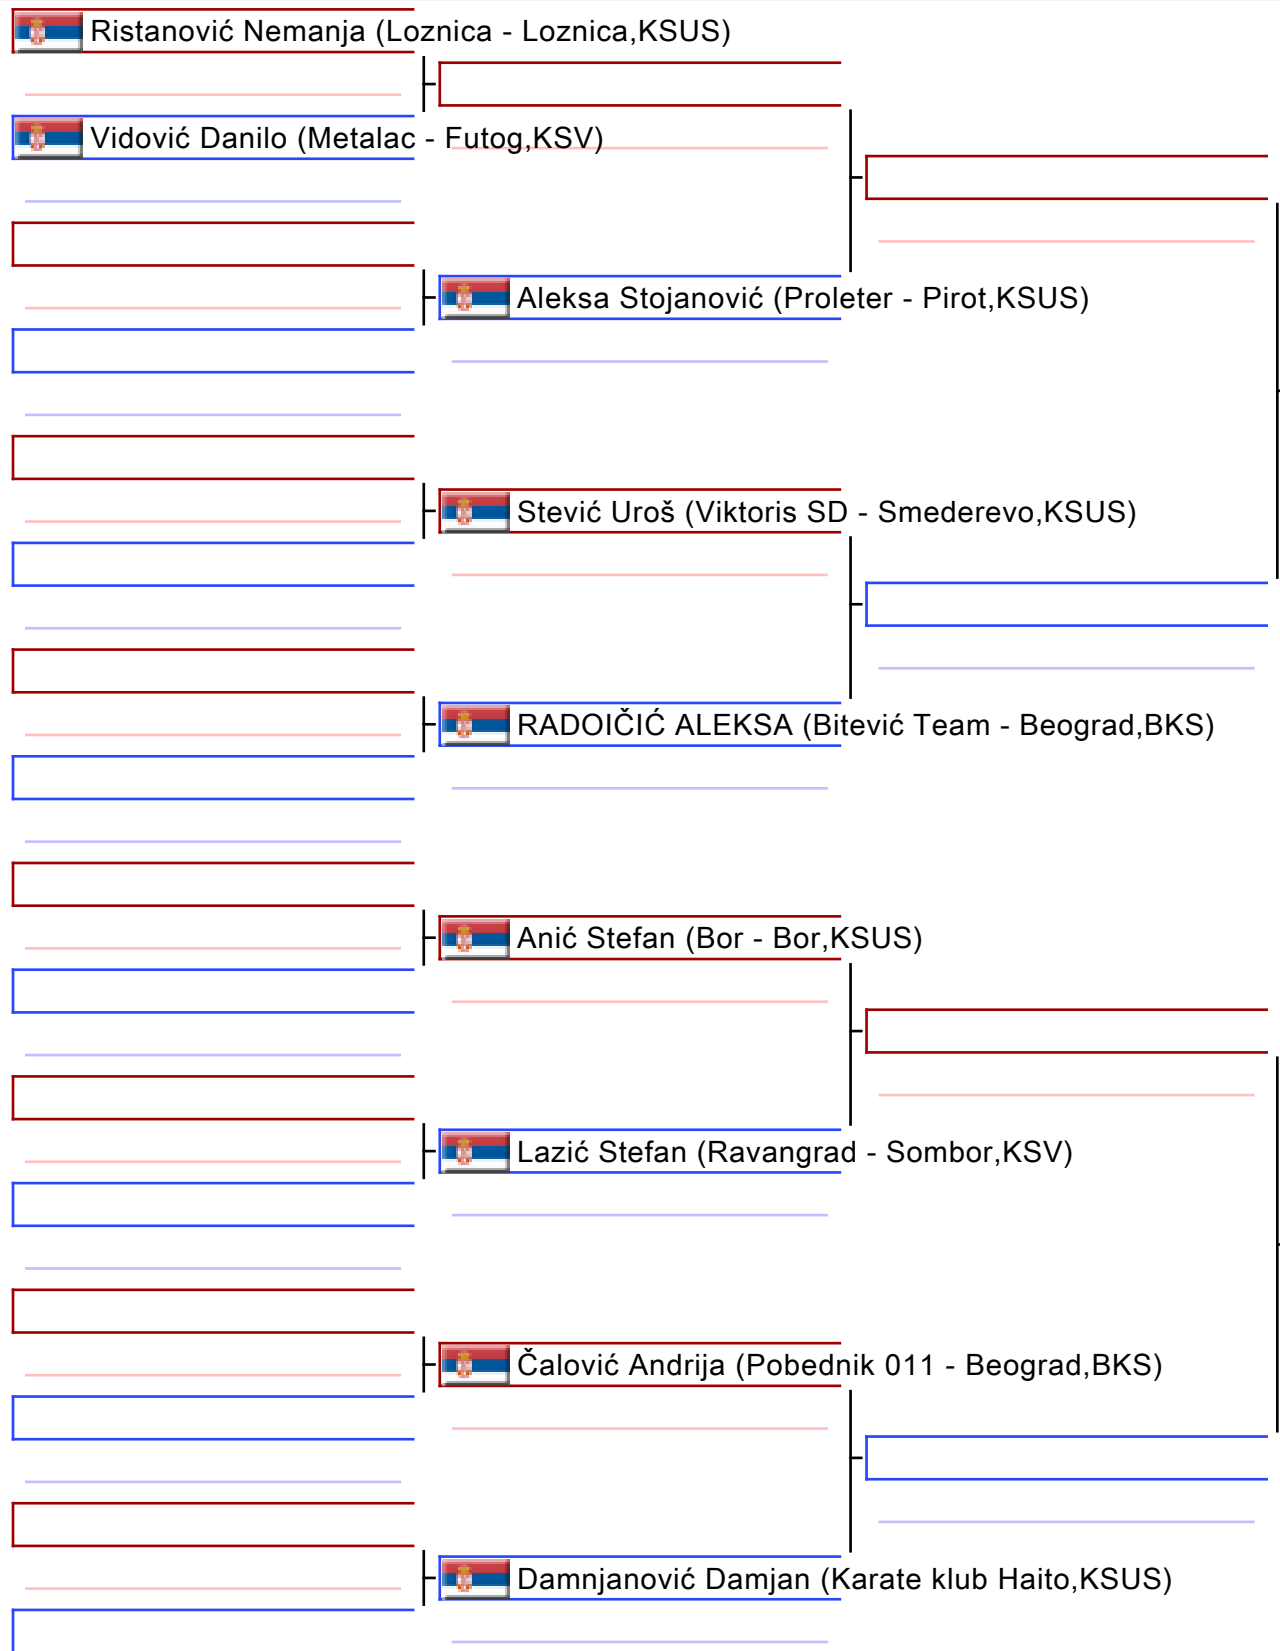 Ristanović Nemanja (Loznica - Loznica,KSUS)
Vidović Danilo (Metalac - Futog,KSV)
Aleksa Stojanović (Proleter - Pirot,KSUS)
Stević Uroš (Viktoris SD - Smederevo,KSUS)
RADOIČIĆ ALEKSA (Bitević Team - Beograd,BKS)
Anić Stefan (Bor - Bor,KSUS)
Lazić Stefan (Ravangrad - Sombor,KSV)
Čalović Andrija (Pobednik 011 - Beograd,BKS)
Damnjanović Damjan (Karate klub Haito,KSUS)